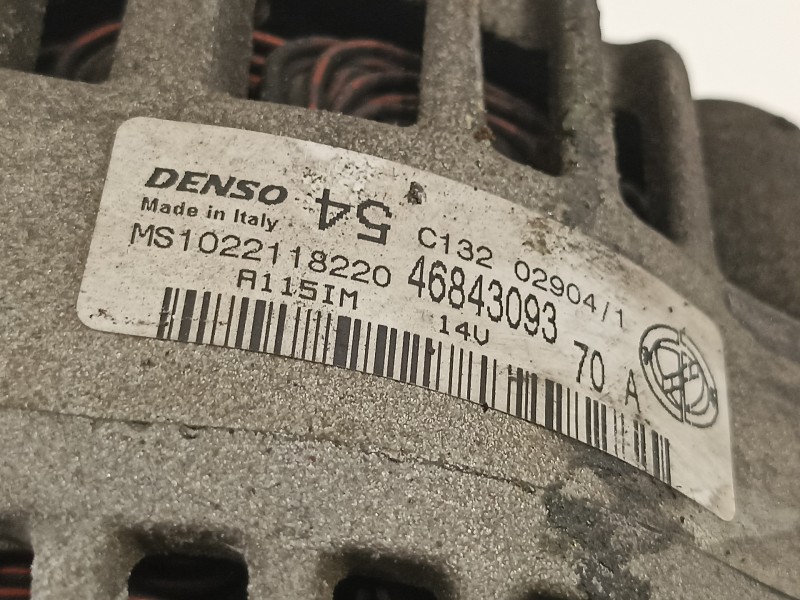 DENSO
Made in Italy
54
C132 02904/1
MS1022118220
46843093
A115IM
14V
70 A